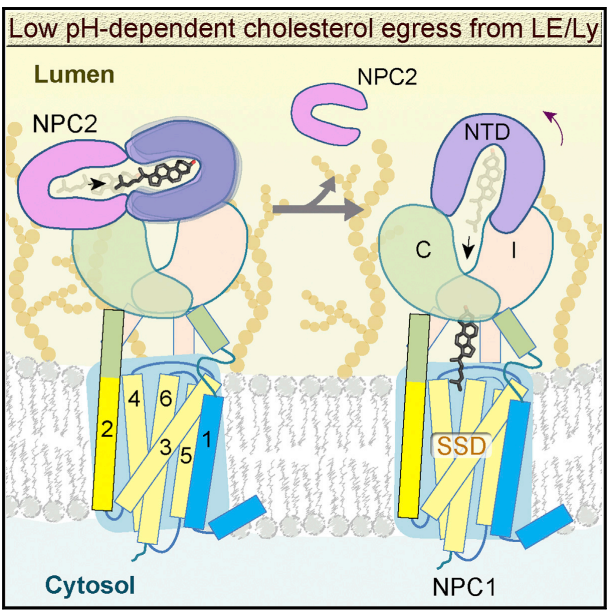 Low pH-dependent cholesterol egress from LE/Ly
Lumen
NPC2
NPC2
NTD
C
I
4
6
2
3
1
5
SSD
Cytosol
NPC1